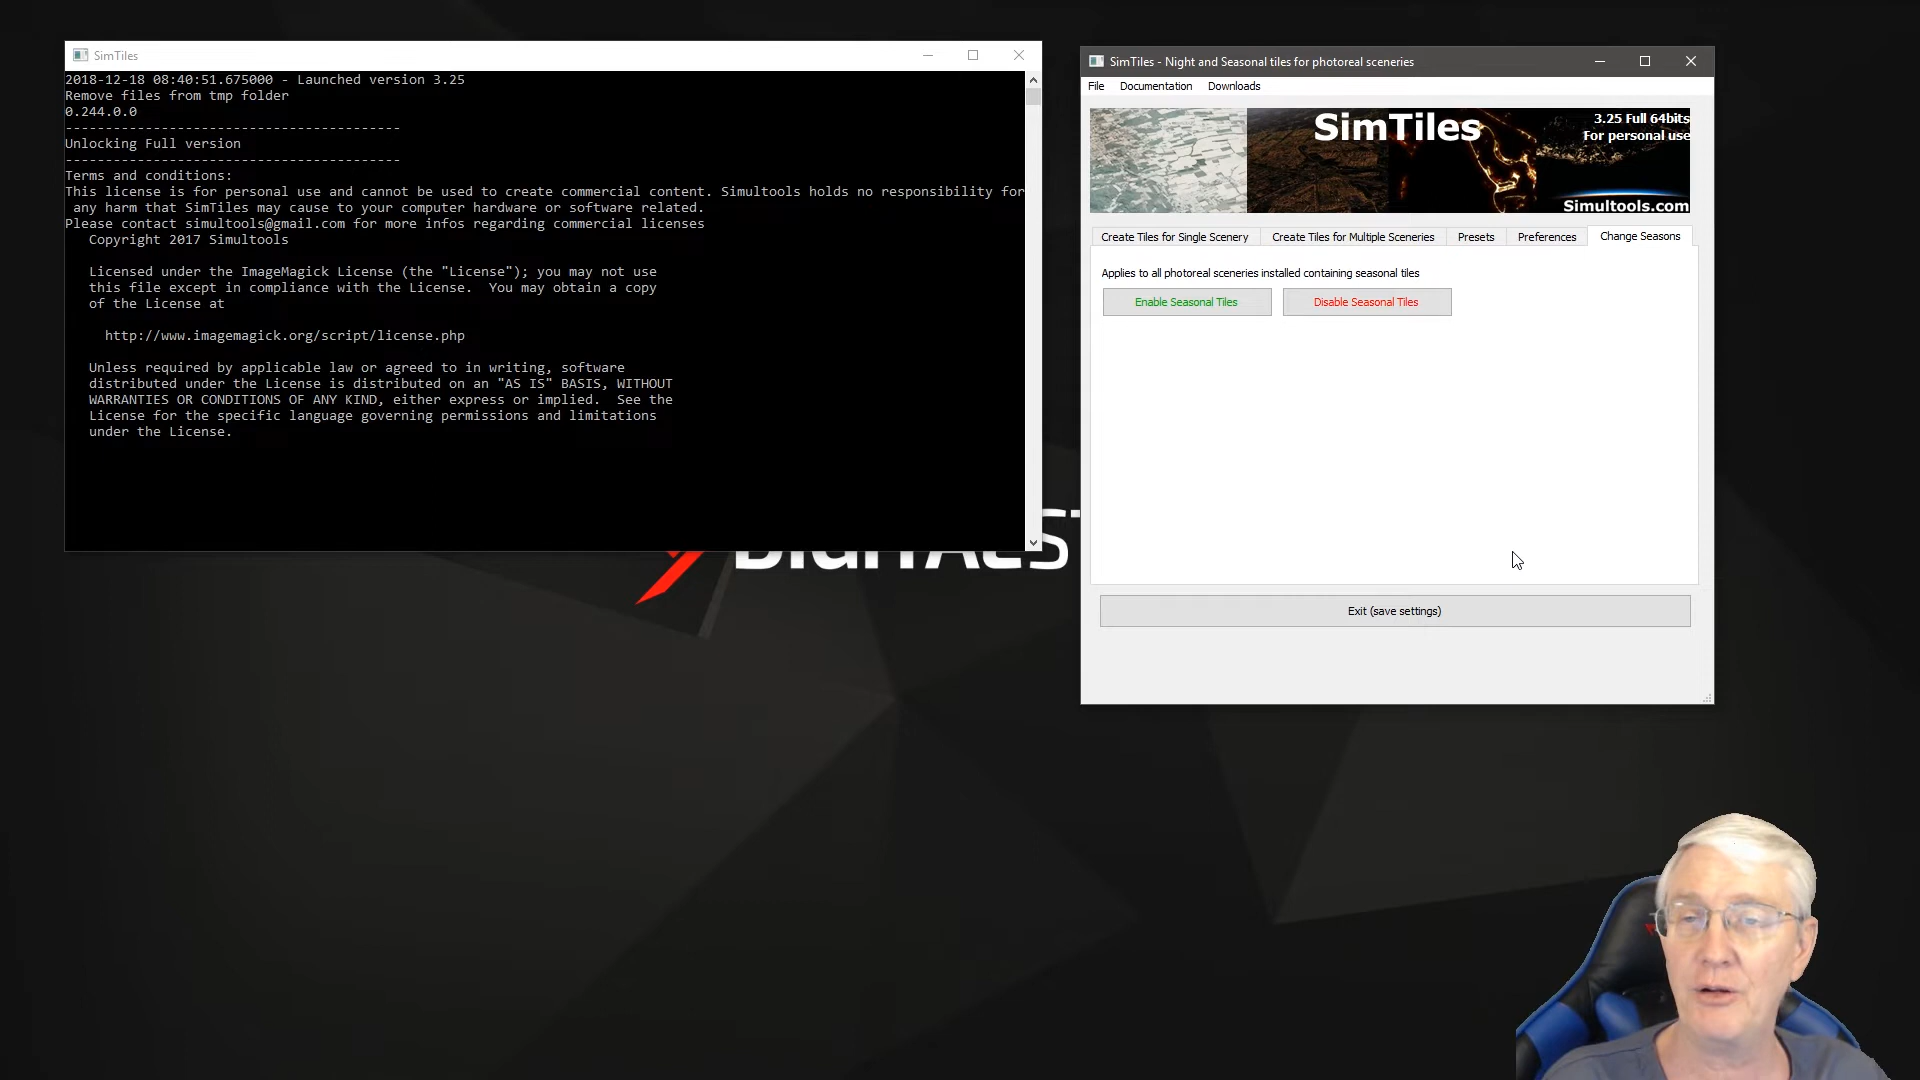 SimTiles
2018-12-18 08:40:51.675000 - Launched version 3.25
Remove files from tmp folder
0.244.0.0
------------------------------------------
Unlocking Full version
------------------------------------------
Terms and conditions:
This license is for personal use and cannot be used to create commercial content. Simultools holds no responsibility for
any harm that SimTiles may cause to your computer hardware or software related.
Please contact simultools@gmail.com for more infos regarding commercial licenses
Copyright 2017 Simultools
Licensed under the ImageMagick License (the "License"); you may not use
this file except in compliance with the License.  You may obtain a copy
of the License at
http://www.imagemagick.org/script/license.php
Unless required by applicable law or agreed to in writing, software
distributed under the License is distributed on an "AS IS" BASIS, WITHOUT
WARRANTIES OR CONDITIONS OF ANY KIND, either express or implied.  See the
License for the specific language governing permissions and limitations
under the License.
SimTiles - Night and Seasonal tiles for photoreal sceneries
File Documentation Downloads
SimTiles
3.25 Full 64bits
For personal use
Simultools.com
Create Tiles for Single Scenery Create Tiles for Multiple Sceneries Presets Preferences Change Seasons
Applies to all photoreal sceneries installed containing seasonal tiles
Enable Seasonal Tiles Disable Seasonal Tiles
Exit (save settings)